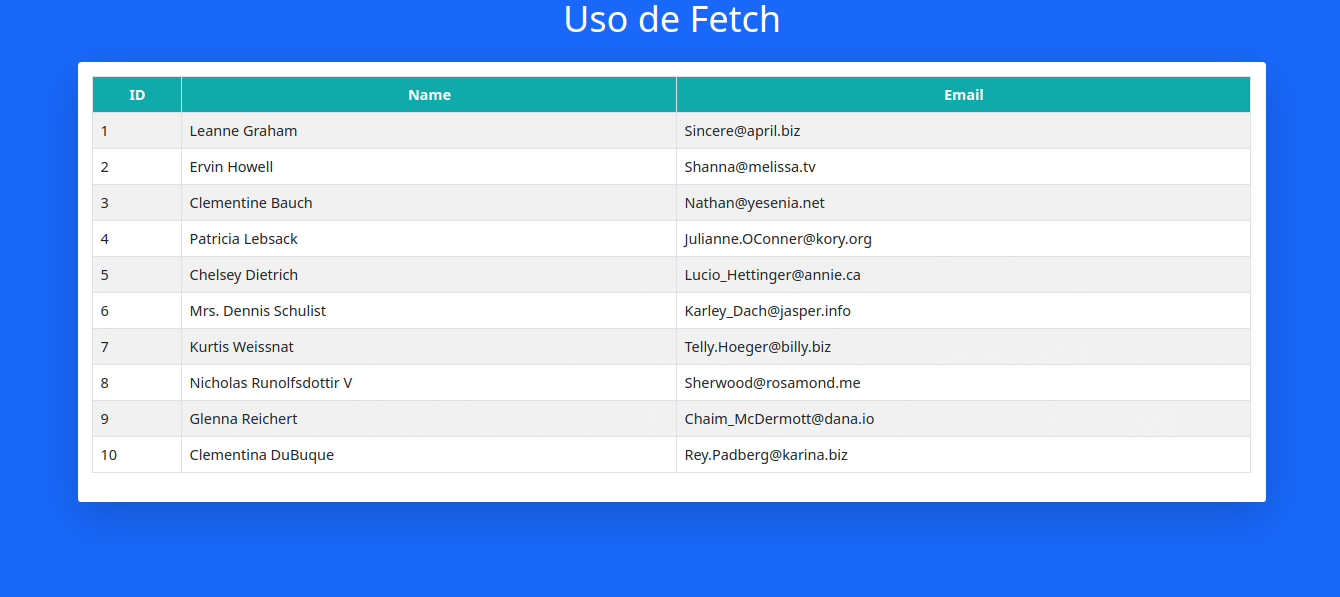 Uso de Fetch
ID Name Email
1 Leanne Graham Sincere@april.biz
2 Ervin Howell Shanna@melissa.tv
3 Clementine Bauch Nathan@yesenia.net
4 Patricia Lebsack Julianne.OConner@kory.org
5 Chelsey Dietrich Lucio_Hettinger@annie.ca
6 Mrs. Dennis Schulist Karley_Dach@jasper.info
7 Kurtis Weissnat Telly.Hoeger@billy.biz
8 Nicholas Runolfsdottir V Sherwood@rosamond.me
9 Glenna Reichert Chaim_McDermott@dana.io
10 Clementina DuBuque Rey.Padberg@karina.biz